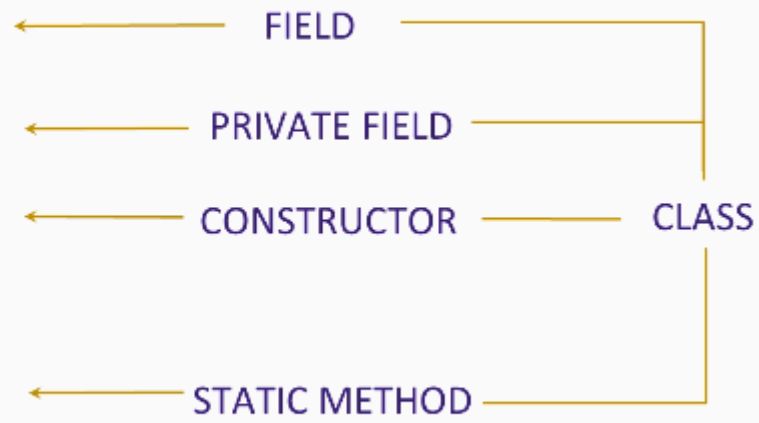 FIELD
PRIVATE FIELD
CONSTRUCTOR
CLASS
STATIC METHOD